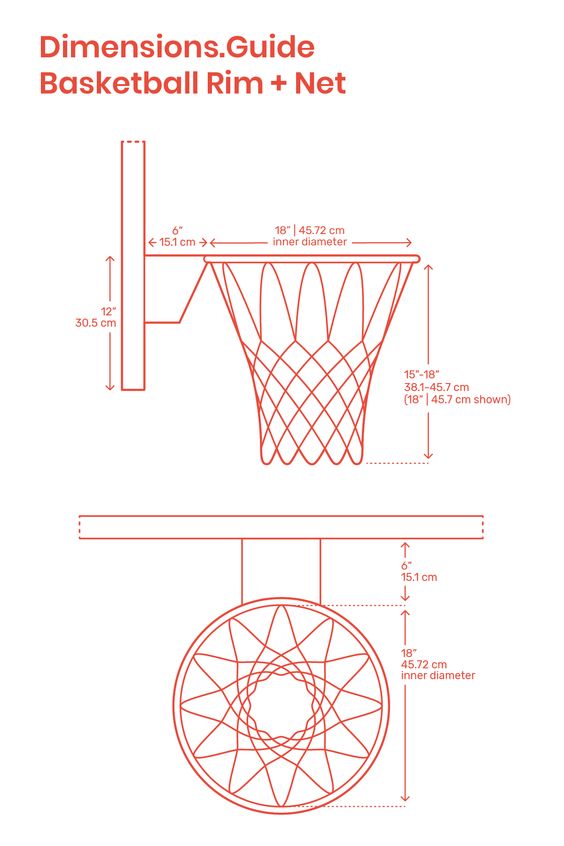 Dimensions.Guide
Basketball Rim + Net
6”
15.1 cm
18” | 45.72 cm
inner diameter
12”
30.5 cm
15”-18”
38.1-45.7 cm
(18” | 45.7 cm shown)
6”
15.1 cm
18”
45.72 cm
inner diameter